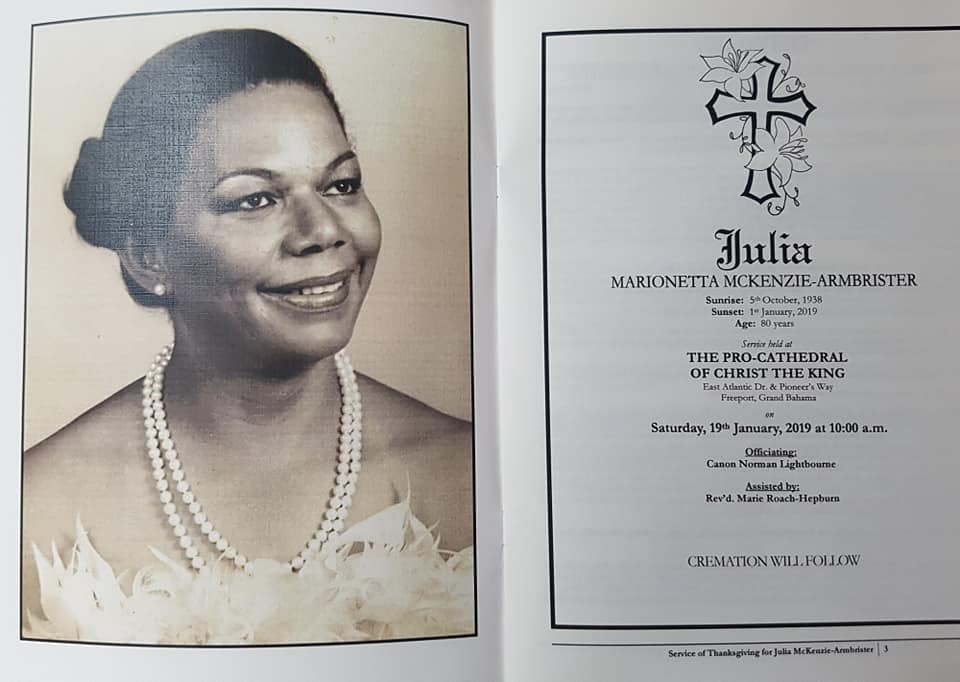 Julia
MARIONETTA MCKENZIE-ARMBRISTER
Sunrise: 5th October, 1938
Sunset: 1st January, 2019
Age: 80 years
Service held at
THE PRO-CATHEDRAL
OF CHRIST THE KING
East Atlantic Dr. & Pioneer's Way
Freeport, Grand Bahama
on
Saturday, 19th January, 2019 at 10:00 a.m.
Officiating:
Canon Norman Lightbourne
Assisted by:
Rev'd. Marie Roach-Hepburn
CREMATION WILL FOLLOW
Service of Thanksgiving for Julia McKenzie-Armbrister | 3